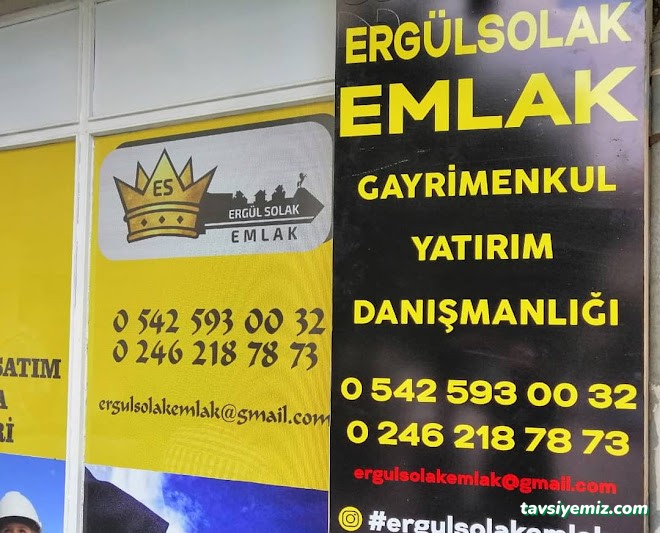 ERGÜLSOLAK
EMLAK
GAYRİMENKUL
YATIRIM
DANIŞMANLIĞI
0 542 593 00 32
0 246 218 78 73
ergulsolakemlak@gmail.com
#ergulsolakemlak
ES
ERGÜL SOLAK
EMLAK
0 542 593 00 32
0 246 218 78 73
ergulsolakemlak@gmail.com
SATIM
A
Rİ
tavsiyemiz.com